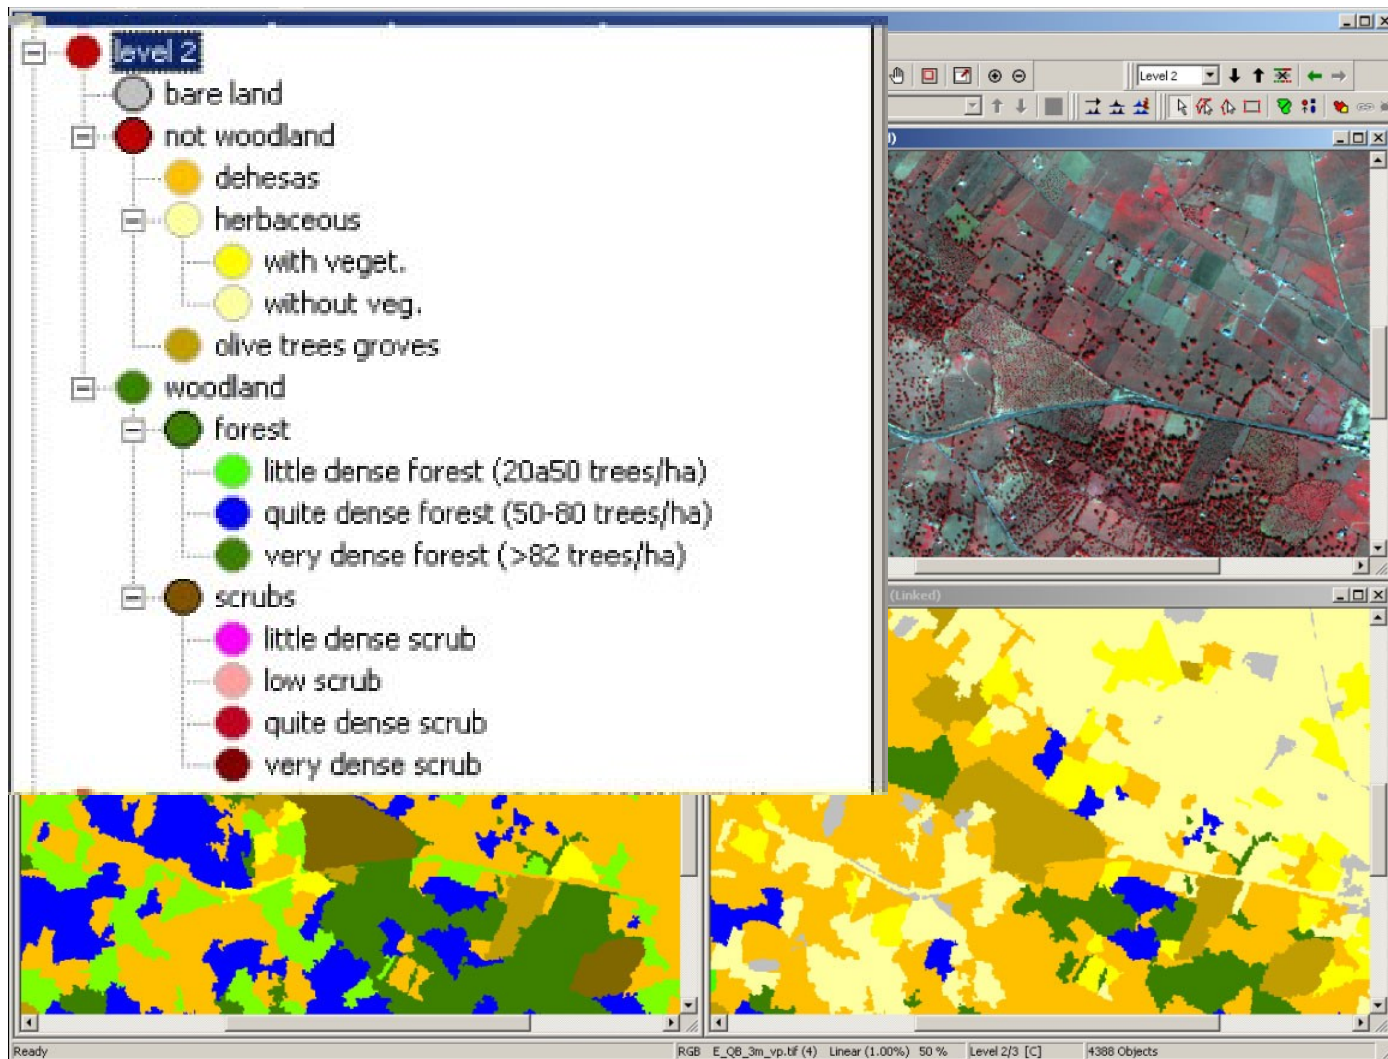 level 2
bare land
not woodland
dehesas
herbaceous
with veget.
without veg.
olive trees groves
woodland
forest
little dense forest (20a50 trees/ha)
quite dense forest (50-80 trees/ha)
very dense forest (>82 trees/ha)
scrubs
little dense scrub
low scrub
quite dense scrub
very dense scrub
Level 2
(Linked)
Ready
RGB E_QB_3m_vp.tif (4) Linear (1.00%) 50 % Level 2/3 [C] 4388 Objects